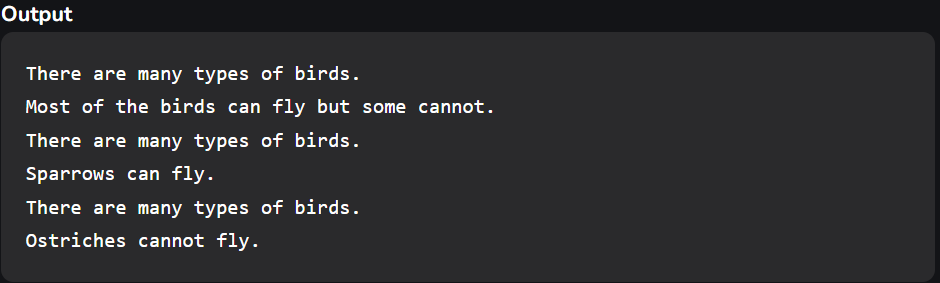 Output
There are many types of birds.
Most of the birds can fly but some cannot.
There are many types of birds.
Sparrows can fly.
There are many types of birds.
Ostriches cannot fly.